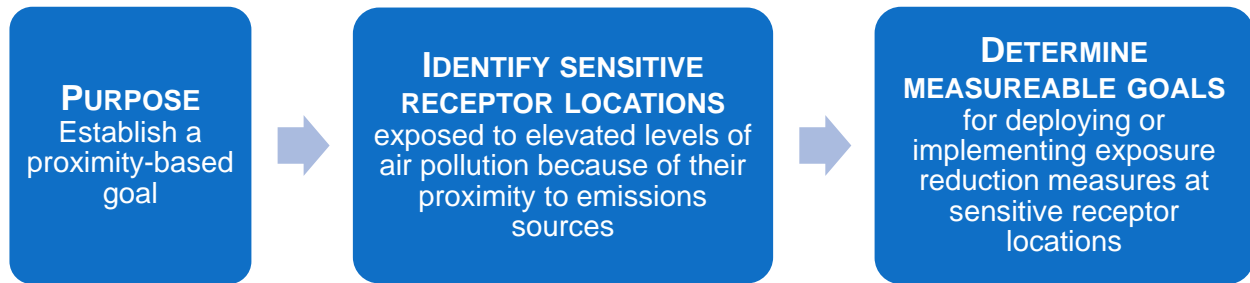 PURPOSE
Establish a
proximity-based
goal
IDENTIFY SENSITIVE
RECEPTOR LOCATIONS
exposed to elevated levels of
air pollution because of their
proximity to emissions
sources
DETERMINE
MEASUREABLE GOALS
for deploying or
implementing exposure
reduction measures at
sensitive receptor
locations